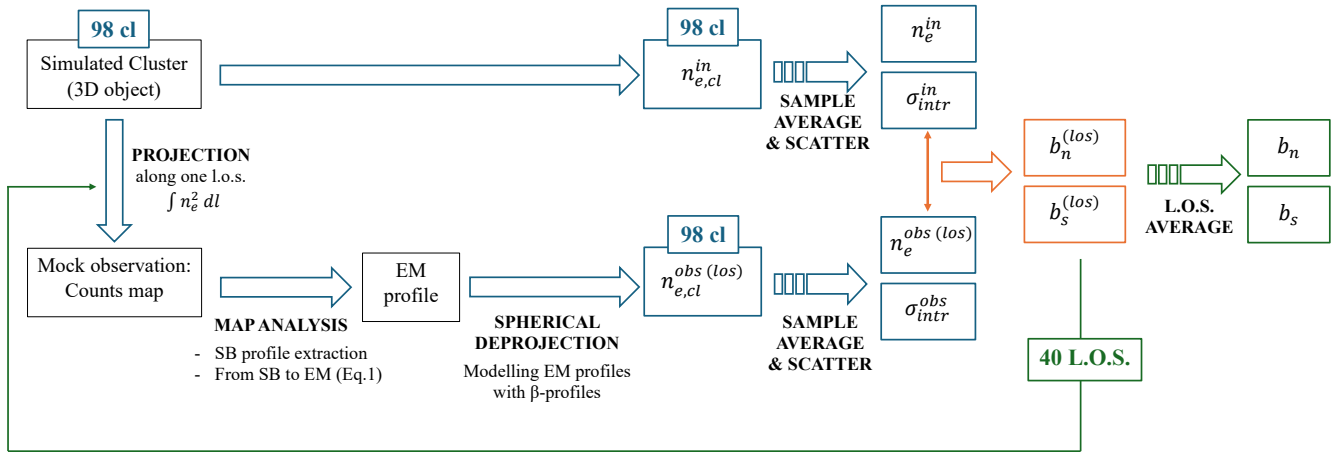 98 cl
Simulated Cluster
(3D object)
98 cl
$n_{e,cl}^{in}$
SAMPLE
AVERAGE
& SCATTER
$n_e^{in}$
$\sigma_{intr}^{in}$
PROJECTION
along one l.o.s.
$\int n_e^2 \, dl$
Mock observation:
Counts map
MAP ANALYSIS
- SB profile extraction
- From SB to EM (Eq.1)
EM
profile
SPHERICAL
DEPROJECTION
Modelling EM profiles
with β-profiles
98 cl
$n_{e,cl}^{obs\,(los)}$
SAMPLE
AVERAGE
& SCATTER
$n_e^{obs\,(los)}$
$\sigma_{intr}^{obs}$
$b_n^{(los)}$
$b_s^{(los)}$
L.O.S.
AVERAGE
$b_n$
$b_s$
40 L.O.S.